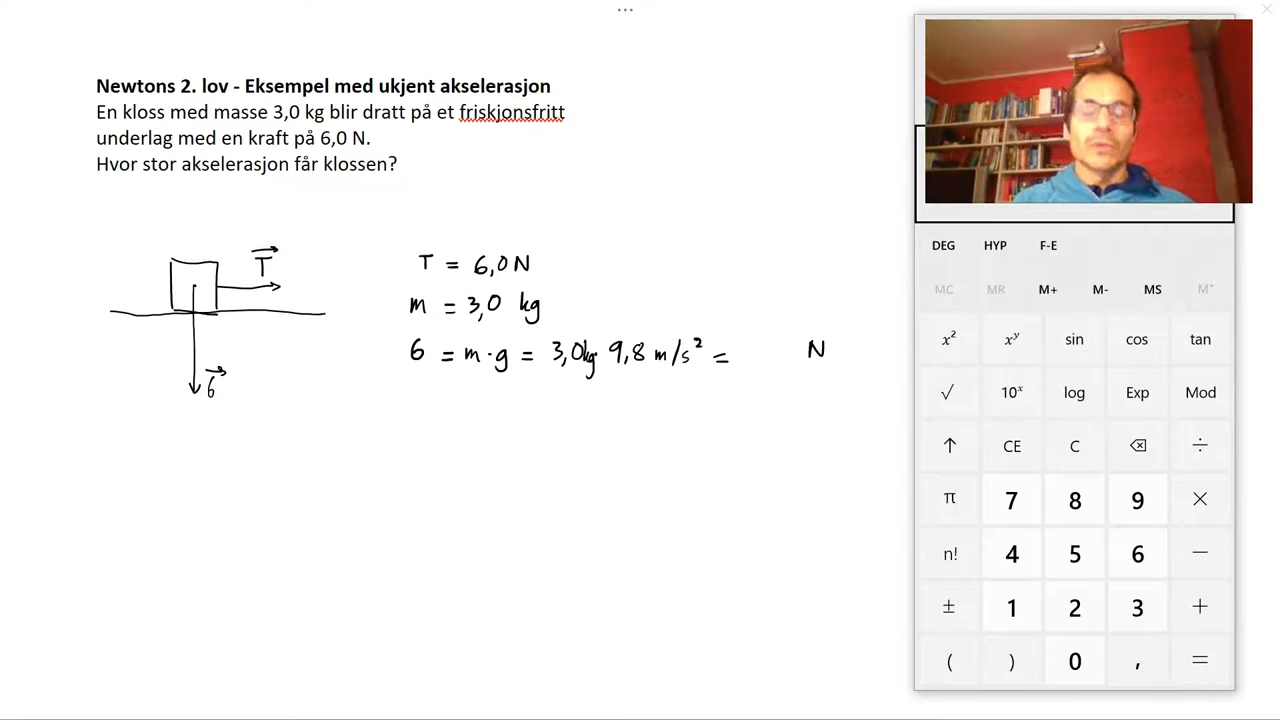 Newtons 2. lov - Eksempel med ukjent akselerasjon
En kloss med masse 3,0 kg blir dratt på et friskjonsfritt
underlag med en kraft på 6,0 N.
Hvor stor akselerasjon får klossen?
T
G
T = 6,0 N
m = 3,0 kg
G = m · g = 3,0kg · 9,8 m/s² = N
DEG HYP F-E
MC MR M+ M- MS M˅
x² xʸ sin cos tan
√ 10ˣ log Exp Mod
↑ CE C ⌫ ÷
π 7 8 9 ×
n! 4 5 6 −
± 1 2 3 +
( ) 0 , =